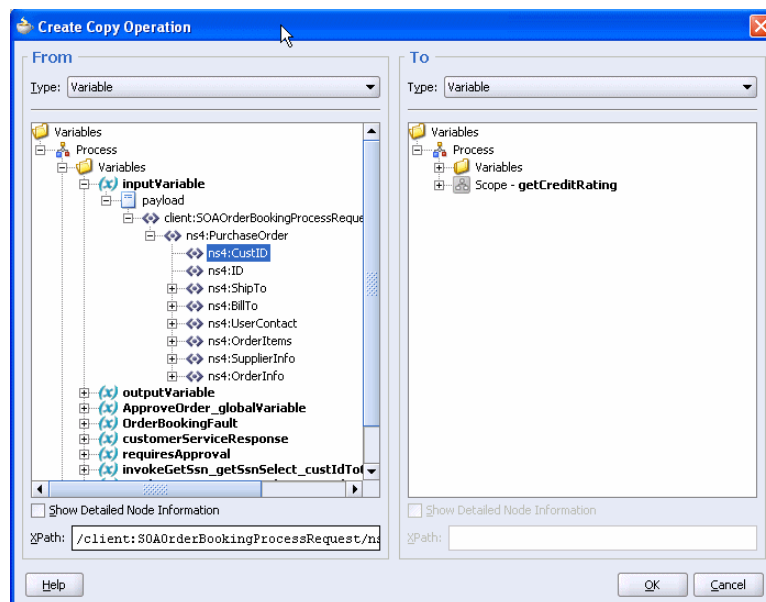 Create Copy Operation
From
Type: Variable
Variables
Process
Variables
(x) inputVariable
payload
client:SOAOrderBookingProcessReque
ns4:PurchaseOrder
ns4:CustID
ns4:ID
ns4:ShipTo
ns4:BillTo
ns4:UserContact
ns4:OrderItems
ns4:SupplierInfo
ns4:OrderInfo
(x) outputVariable
(x) ApproveOrder_globalVariable
(x) OrderBookingFault
(x) customerServiceResponse
(x) requiresApproval
(x) invokeGetSsn_getSsnSelect_custIdTo
Show Detailed Node Information
XPath: /client:SOAOrderBookingProcessRequest/ns
To
Type: Variable
Variables
Process
Variables
Scope - getCreditRating
Show Detailed Node Information
XPath:
Help
OK
Cancel